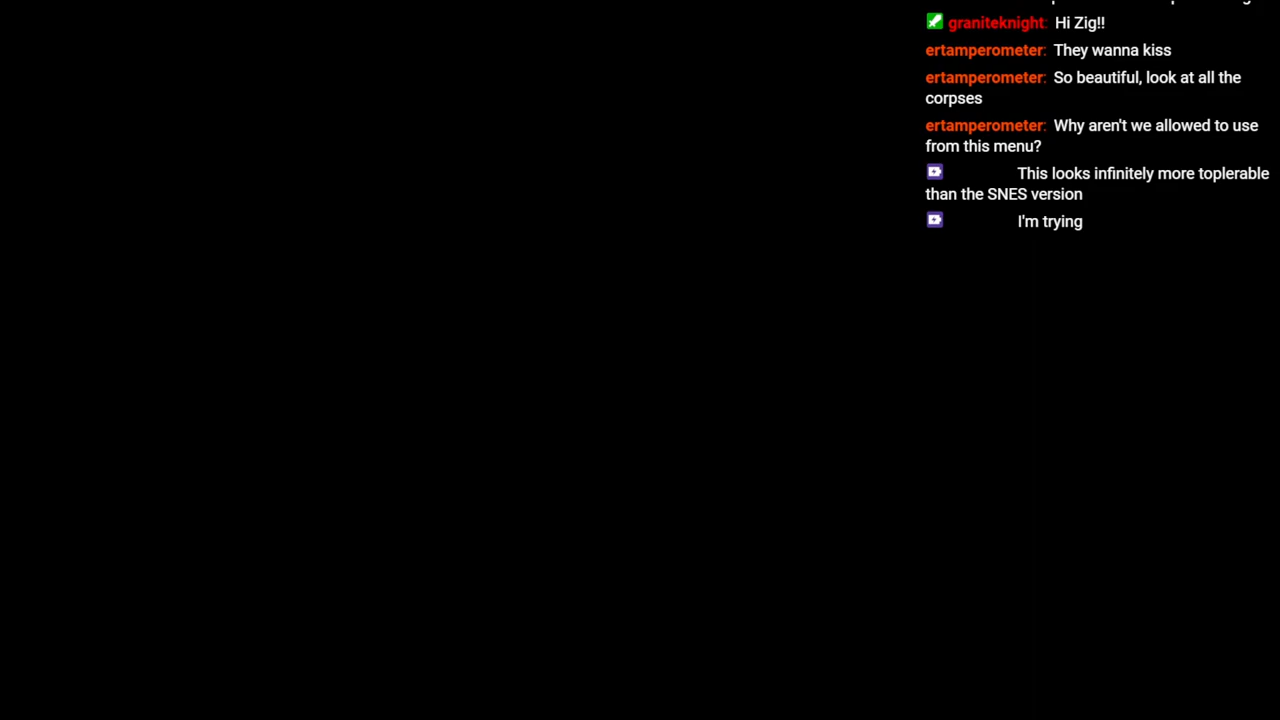 graniteknight: Hi Zig!!
ertamperometer: They wanna kiss
ertamperometer: So beautiful, look at all the
corpses
ertamperometer: Why aren't we allowed to use
from this menu?
This looks infinitely more toplerable
than the SNES version
I'm trying